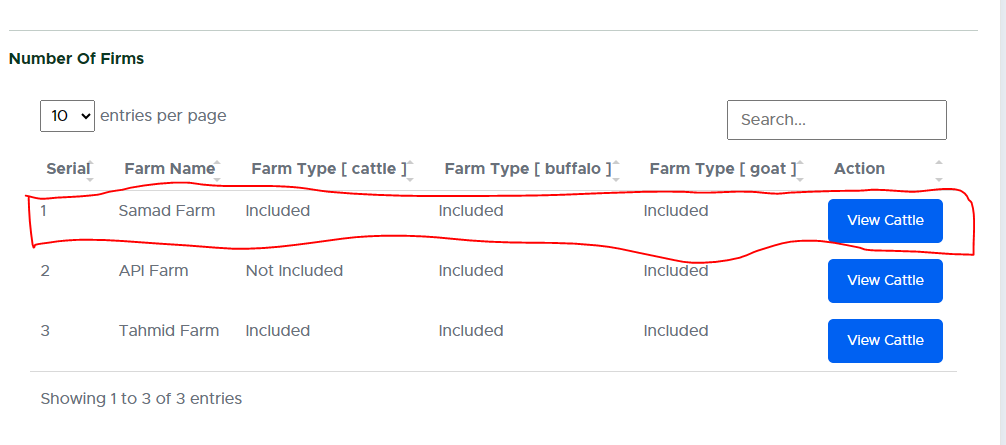 Number Of Firms
10 entries per page
Search...
Serial Farm Name Farm Type [ cattle ] Farm Type [ buffalo ] Farm Type [ goat ] Action
1 Samad Farm Included Included Included View Cattle
2 API Farm Not Included Included Included View Cattle
3 Tahmid Farm Included Included Included View Cattle
Showing 1 to 3 of 3 entries